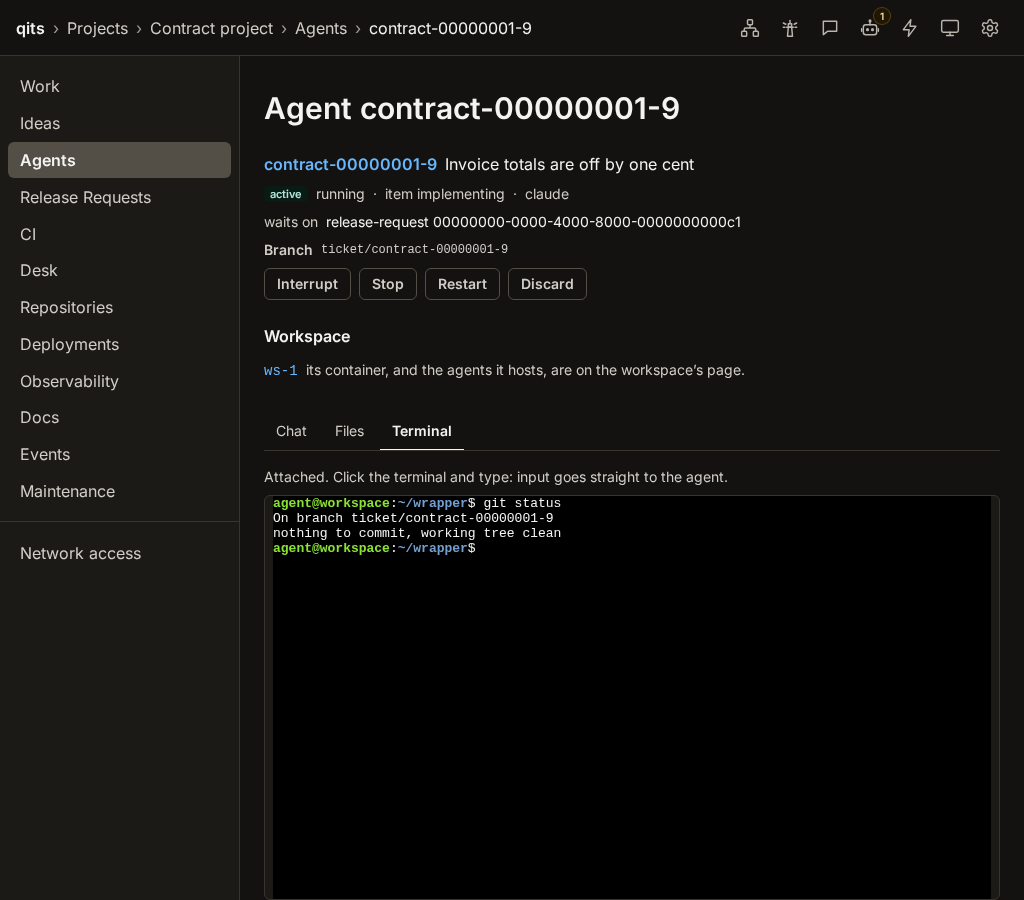 qits › Projects › Contract project › Agents › contract-00000001-9
1
Work
Ideas
Agents
Release Requests
CI
Desk
Repositories
Deployments
Observability
Docs
Events
Maintenance
Network access
Agent contract-00000001-9
contract-00000001-9 Invoice totals are off by one cent
active running · item implementing · claude
waits on release-request 00000000-0000-4000-8000-0000000000c1
Branch ticket/contract-00000001-9
Interrupt Stop Restart Discard
Workspace
ws-1 its container, and the agents it hosts, are on the workspace’s page.
Chat Files Terminal
Attached. Click the terminal and type: input goes straight to the agent.
agent@workspace:~/wrapper$ git status
On branch ticket/contract-00000001-9
nothing to commit, working tree clean
agent@workspace:~/wrapper$